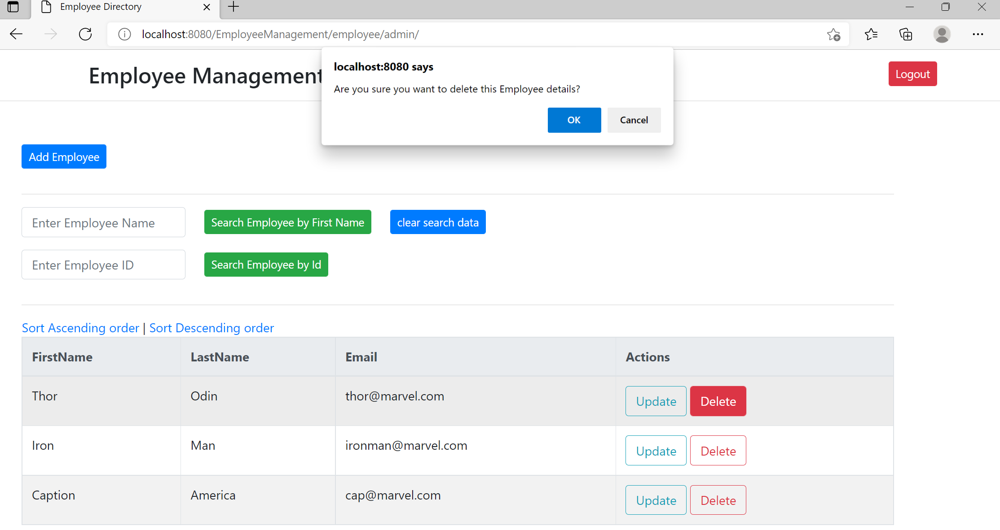 Employee Directory
localhost:8080/EmployeeManagement/employee/admin/
localhost:8080 says
Are you sure you want to delete this Employee details?
OK Cancel
Employee Management
Logout
Add Employee
Enter Employee Name Search Employee by First Name clear search data
Enter Employee ID Search Employee by Id
Sort Ascending order | Sort Descending order
FirstName LastName Email Actions
Thor Odin thor@marvel.com Update Delete
Iron Man ironman@marvel.com Update Delete
Caption America cap@marvel.com Update Delete